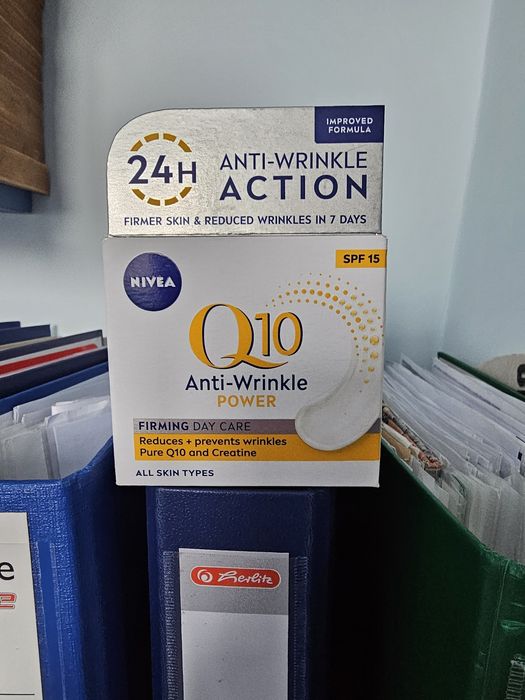 IMPROVED
FORMULA
24H
ANTI-WRINKLE
ACTION
FIRMER SKIN & REDUCED WRINKLES IN 7 DAYS
SPF 15
NIVEA
Q10
Anti-Wrinkle
POWER
FIRMING DAY CARE
Reduces + prevents wrinkles
Pure Q10 and Creatine
ALL SKIN TYPES
Herlitz